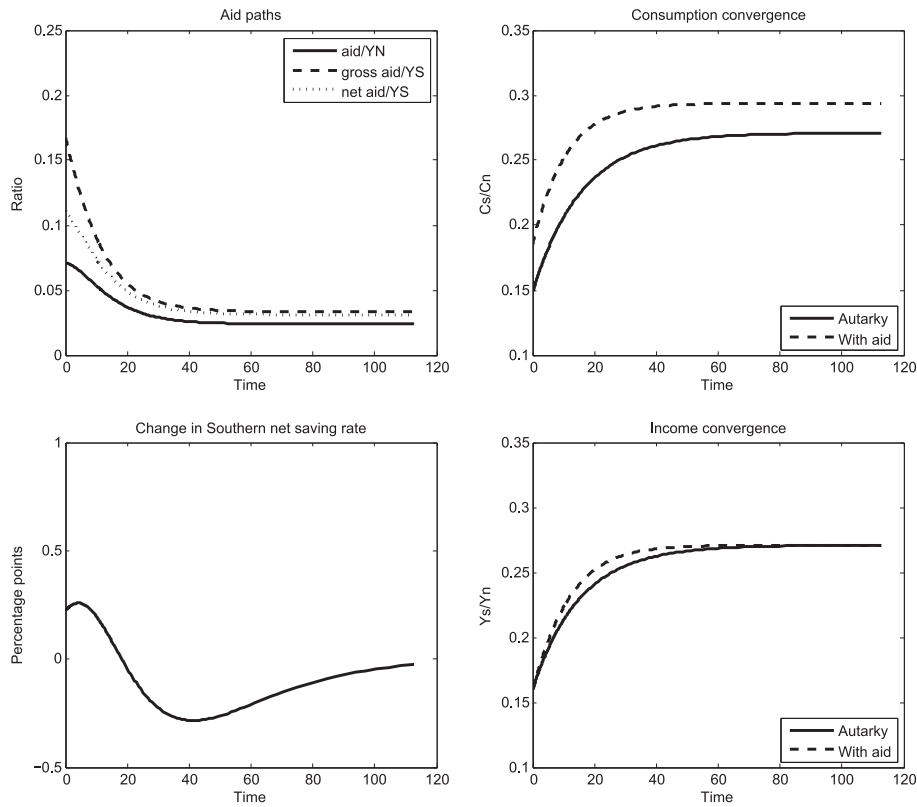 Aid paths
0.25
0.2
0.15
0.1
0.05
0
Ratio
0 20 40 60 80 100 120
Time
aid/YN
gross aid/YS
net aid/YS
Consumption convergence
0.35
0.3
0.25
0.2
0.15
0.1
Cs/Cn
0 20 40 60 80 100 120
Time
Autarky
With aid
Change in Southern net saving rate
1
0.5
0
−0.5
Percentage points
0 20 40 60 80 100 120
Time
Income convergence
0.35
0.3
0.25
0.2
0.15
0.1
Ys/Yn
0 20 40 60 80 100 120
Time
Autarky
With aid